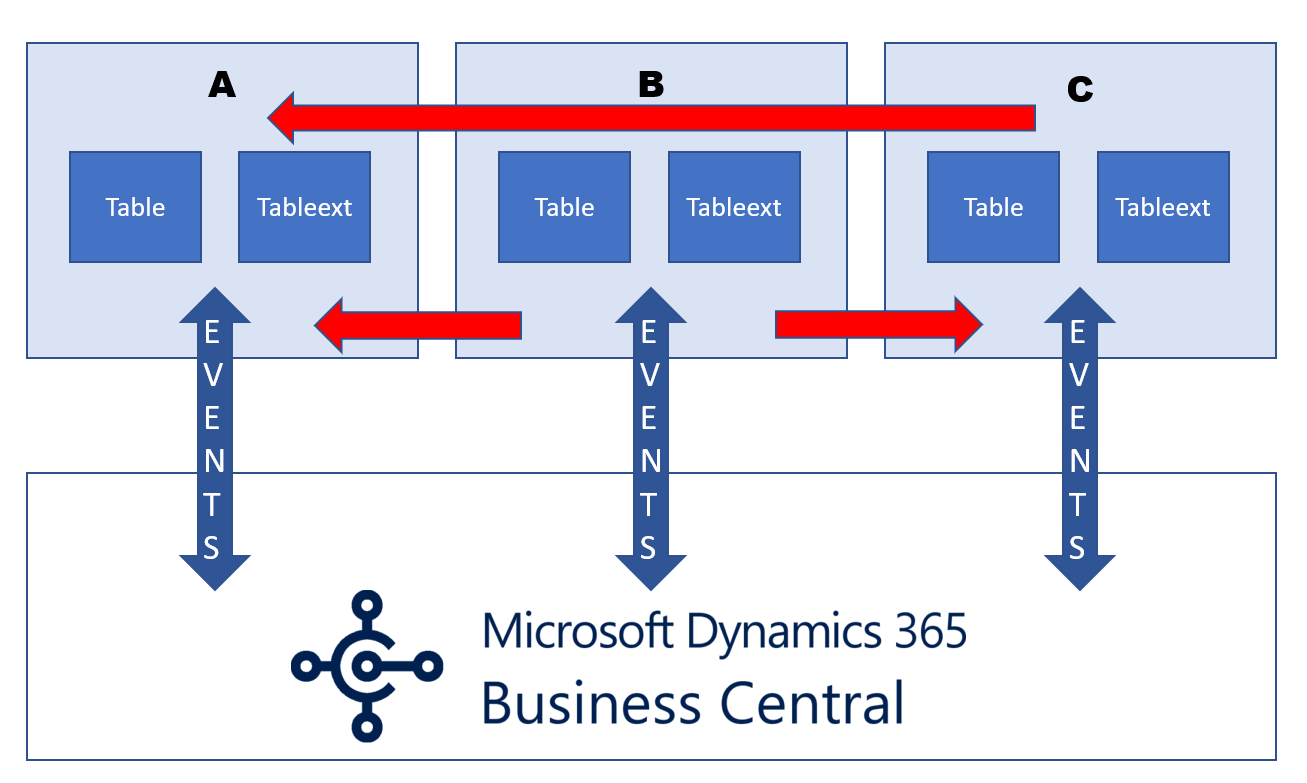 A
B
C
Table
Tableext
Table
Tableext
Table
Tableext
EVENTS
EVENTS
EVENTS
Microsoft Dynamics 365
Business Central